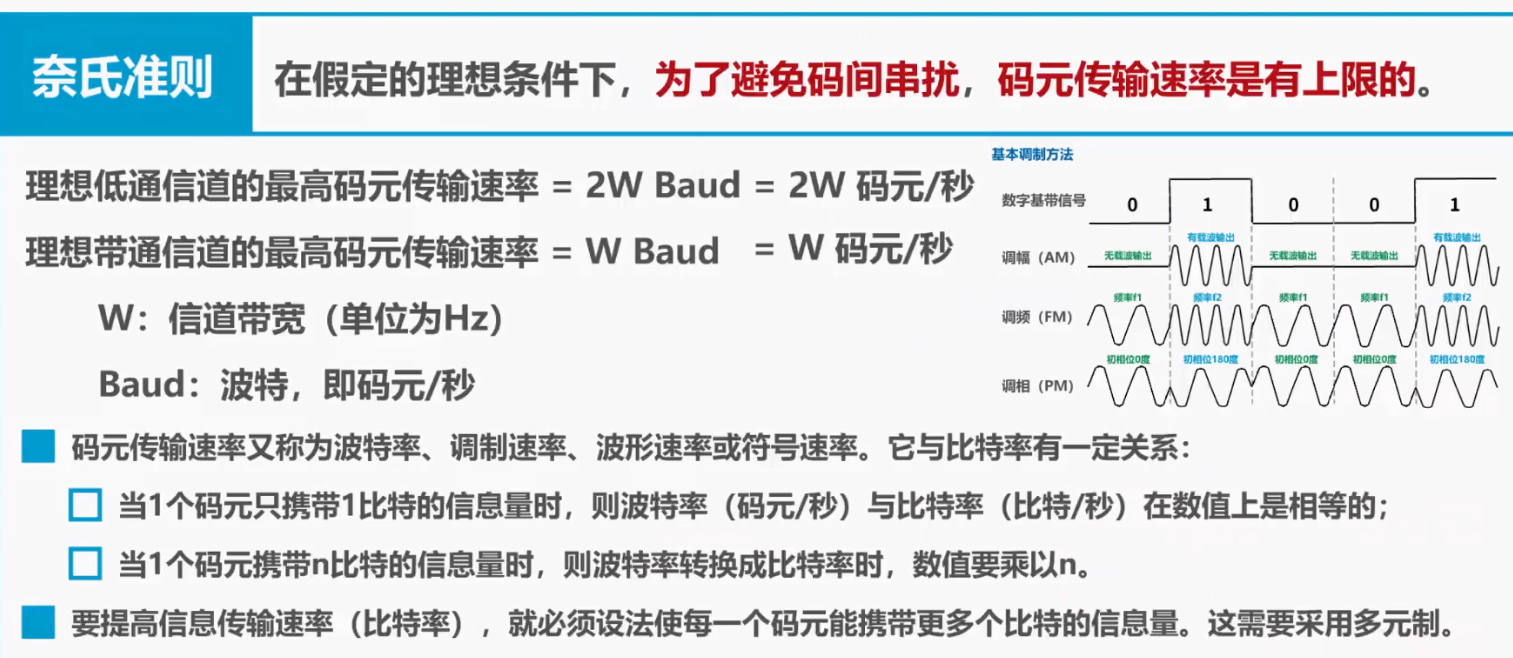 奈氏准则
在假定的理想条件下，为了避免码间串扰，码元传输速率是有上限的。
理想低通信道的最高码元传输速率 = 2W Baud = 2W 码元/秒
理想带通信道的最高码元传输速率 = W Baud = W 码元/秒
W：信道带宽（单位为Hz）
Baud：波特，即码元/秒
基本调制方法
数字基带信号 0 1 0 0 1
有载波输出 有载波输出
调幅（AM） 无载波输出 无载波输出 无载波输出
频率f1 频率f2 频率f1 频率f1 频率f2
调频（FM）
初相位0度 初相位180度 初相位0度 初相位0度 初相位180度
调相（PM）
码元传输速率又称为波特率、调制速率、波形速率或符号速率。它与比特率有一定关系：
当1个码元只携带1比特的信息量时，则波特率（码元/秒）与比特率（比特/秒）在数值上是相等的；
当1个码元携带n比特的信息量时，则波特率转换成比特率时，数值要乘以n。
要提高信息传输速率（比特率），就必须设法使每一个码元能携带更多个比特的信息量。这需要采用多元制。